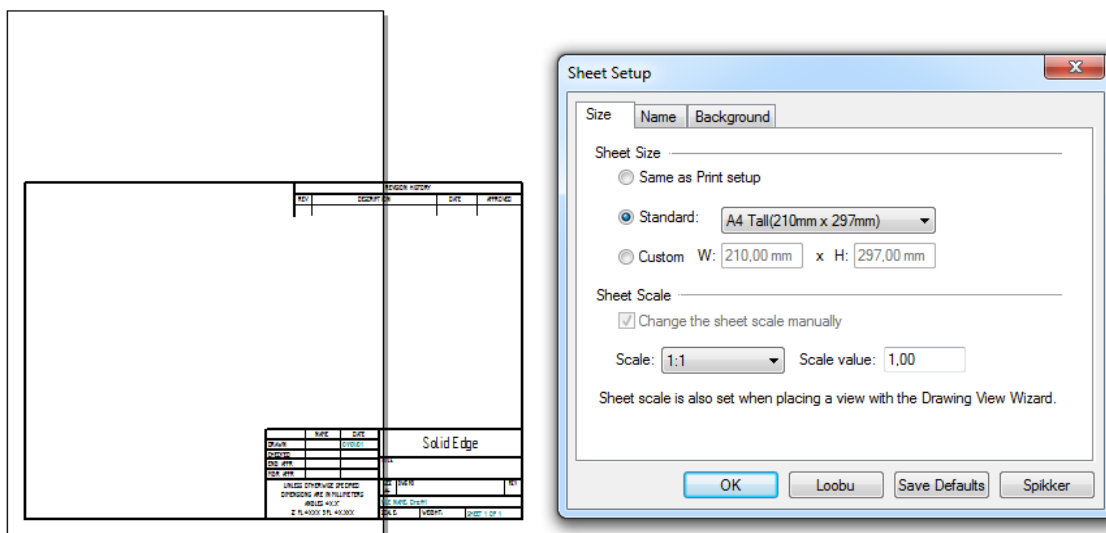 REVISION HISTORY
REV DESCRIPTION DATE APPROVED
NAME DATE
DRAWN
CHECKED
ENG APPR
MGR APPR
Solid Edge
TITLE
UNLESS OTHERWISE SPECIFIED
DIMENSIONS ARE IN MILLIMETERS
REV
FILE NAME: Draft1
SCALE: WEIGHT: SHEET 1 OF 1
Sheet Setup
Size Name Background
Sheet Size
Same as Print setup
Standard: A4 Tall(210mm x 297mm)
Custom W: 210,00 mm x H: 297,00 mm
Sheet Scale
Change the sheet scale manually
Scale: 1:1 Scale value: 1,00
Sheet scale is also set when placing a view with the Drawing View Wizard.
OK Loobu Save Defaults Spikker